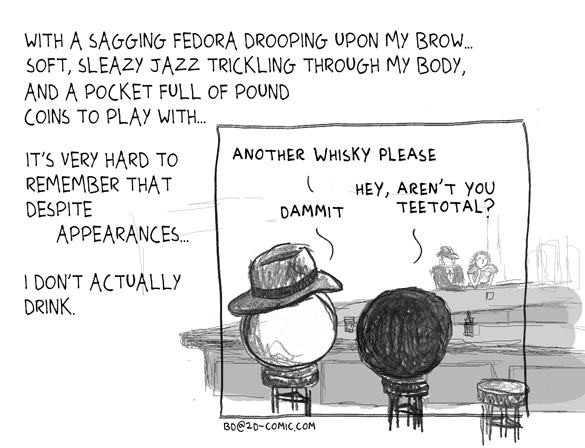 WITH A SAGGING FEDORA DROOPING UPON MY BROW...
SOFT, SLEAZY JAZZ TRICKLING THROUGH MY BODY,
AND A POCKET FULL OF POUND
COINS TO PLAY WITH...
IT'S VERY HARD TO
REMEMBER THAT
DESPITE
APPEARANCES...
I DON'T ACTUALLY
DRINK.
ANOTHER WHISKY PLEASE
HEY, AREN'T YOU
TEETOTAL?
DAMMIT
BD@2D-COMIC.COM